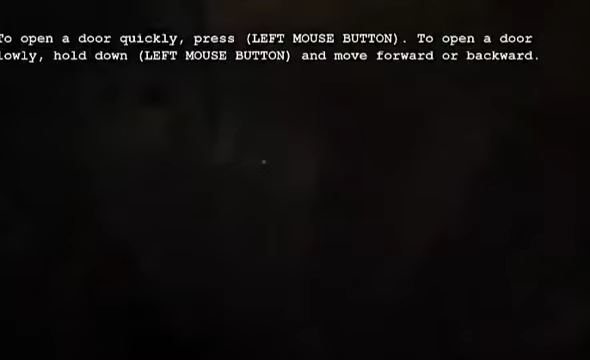 To open a door quickly, press (LEFT MOUSE BUTTON). To open a door
lowly, hold down (LEFT MOUSE BUTTON) and move forward or backward.